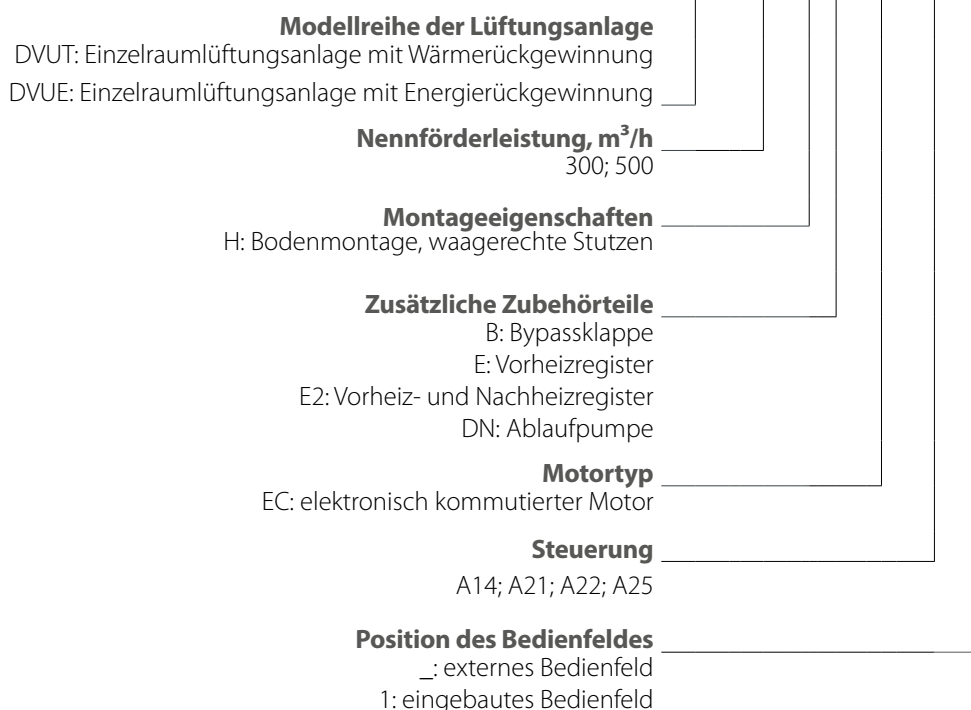 Modellreihe der Lüftungsanlage
DVUT: Einzelraumlüftungsanlage mit Wärmerückgewinnung
DVUE: Einzelraumlüftungsanlage mit Energierückgewinnung
Nennförderleistung, m³/h
300; 500
Montageeigenschaften
H: Bodenmontage, waagerechte Stutzen
Zusätzliche Zubehörteile
B: Bypassklappe
E: Vorheizregister
E2: Vorheiz- und Nachheizregister
DN: Ablaufpumpe
Motortyp
EC: elektronisch kommutierter Motor
Steuerung
A14; A21; A22; A25
Position des Bedienfeldes
_: externes Bedienfeld
1: eingebautes Bedienfeld